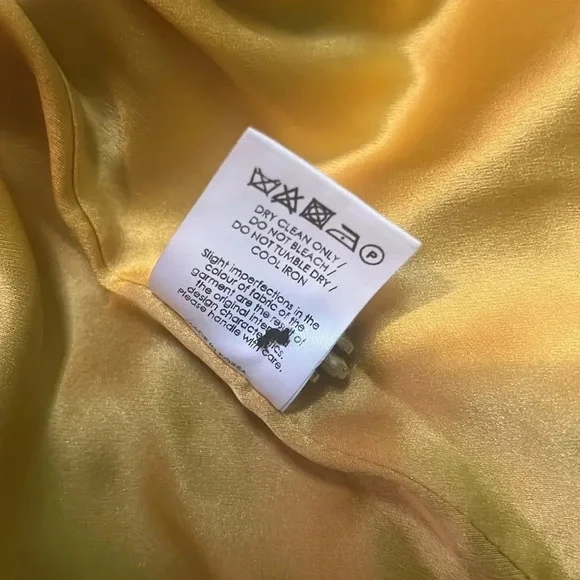 P
DRY CLEAN ONLY /
DO NOT BLEACH /
DO NOT TUMBLE DRY /
COOL IRON
Slight imperfections in the
colour of fabric of the
garment are the result of
the original intended
design characteristics.
Please handle with care.